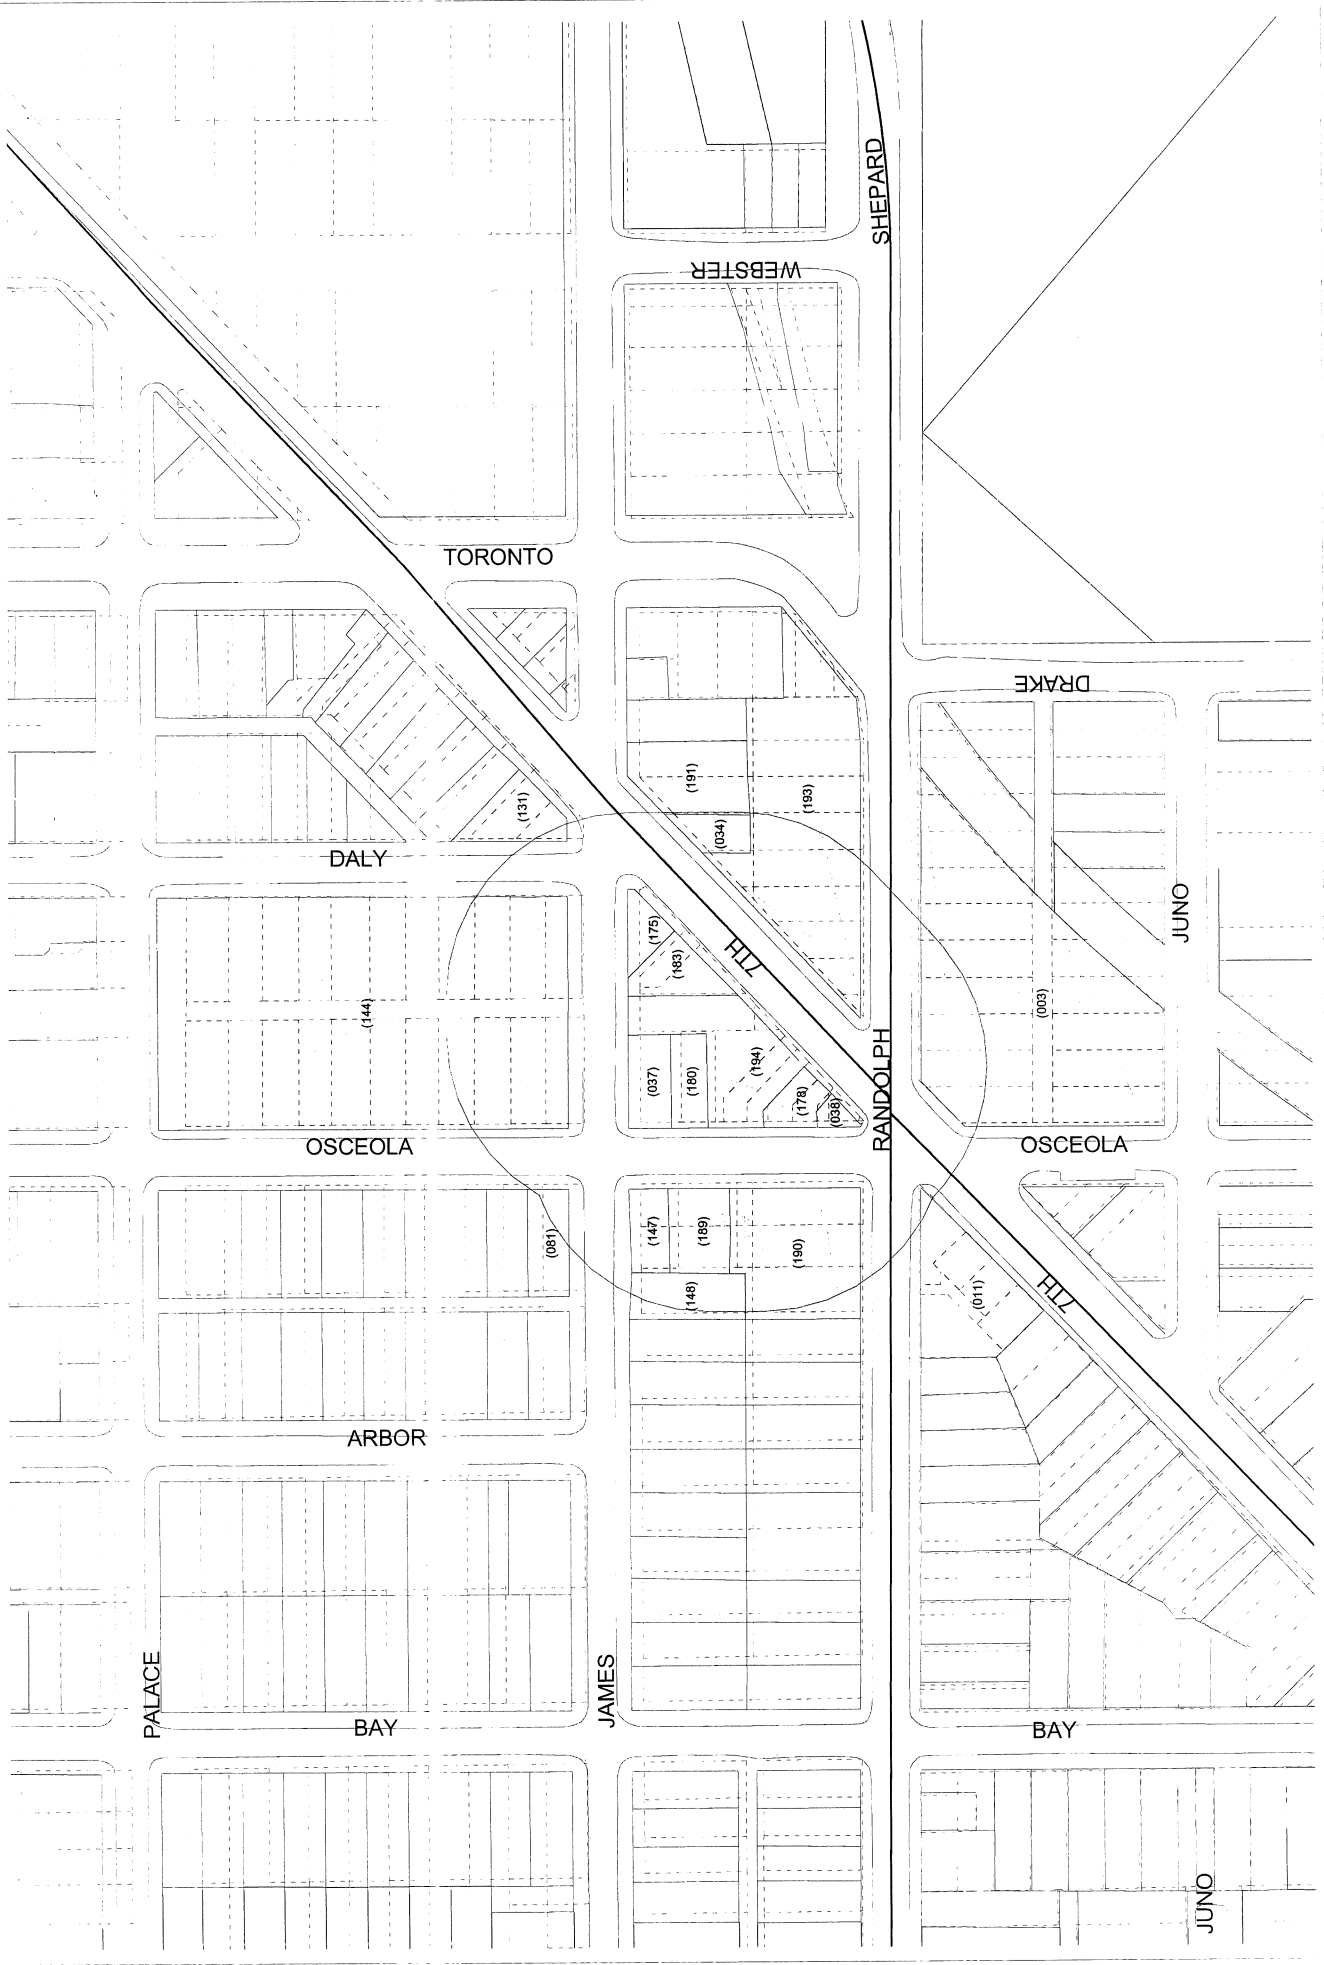 SHEPARD
WEBSTER
TORONTO
DRAKE
(191)
(193)
(131)
(034)
DALY
JUNO
(175)
(183)
7TH
(144)
(003)
(037)
(180)
(194)
(178)
(038)
RANDOLPH
OSCEOLA
OSCEOLA
(081)
(147)
(189)
(190)
(148)
(011)
7TH
ARBOR
PALACE
JAMES
BAY
BAY
JUNO